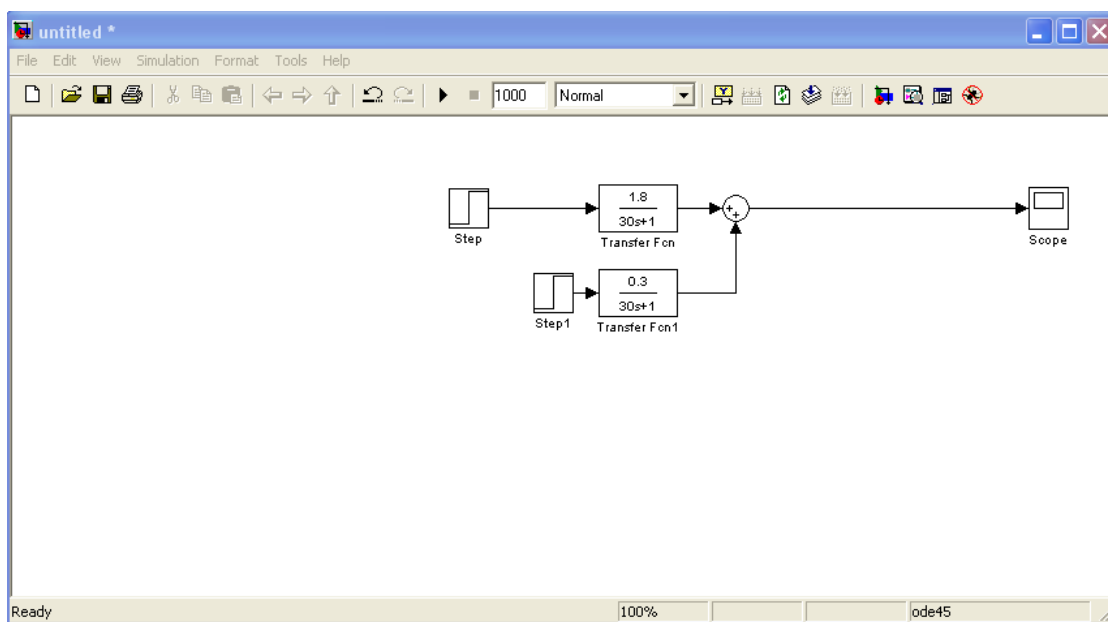 untitled *
File Edit View Simulation Format Tools Help
1000 Normal
1.8
30s+1
Step
Transfer Fcn
Scope
0.3
30s+1
Step1
Transfer Fcn1
Ready 100% ode45